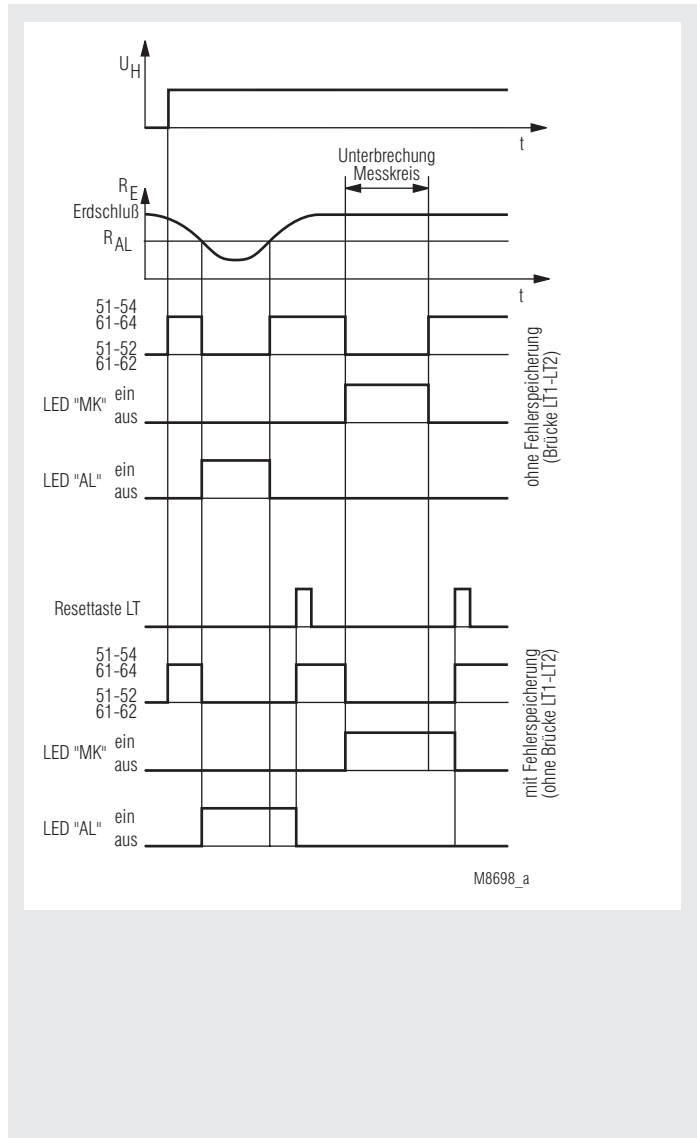 U H
t
Unterbrechung
Messkreis
R E
Erdschluß
R AL
t
51-54
61-64
51-52
61-62
LED "MK" ein
aus
LED "AL" ein
aus
ohne Fehlerspeicherung
(Brücke LT1-LT2)
Resettaste LT
51-54
61-64
51-52
61-62
LED "MK" ein
aus
LED "AL" ein
aus
mit Fehlerspeicherung
(ohne Brücke LT1-LT2)
M8698_a